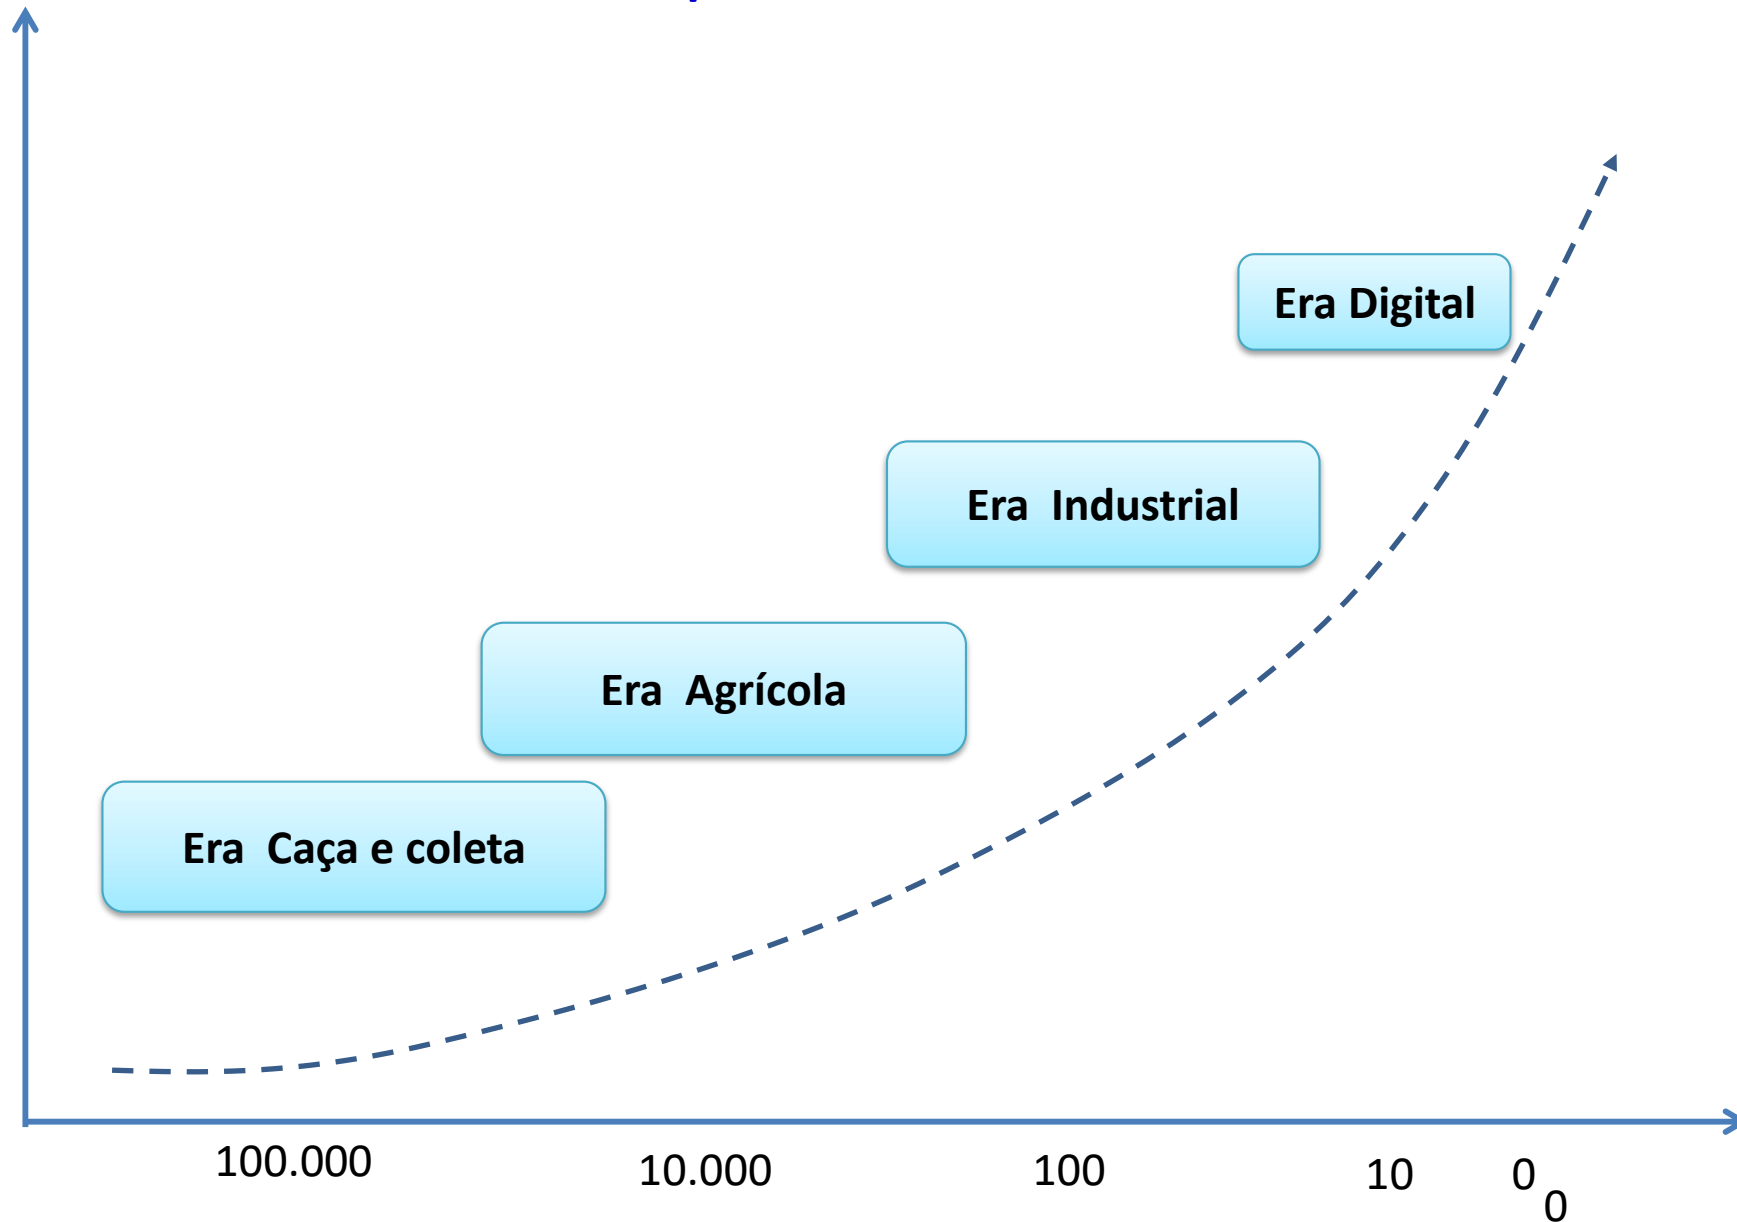 Era Digital
Era  Industrial
Era  Agrícola
Era  Caça e coleta
100.000
10.000
100
10
0
0